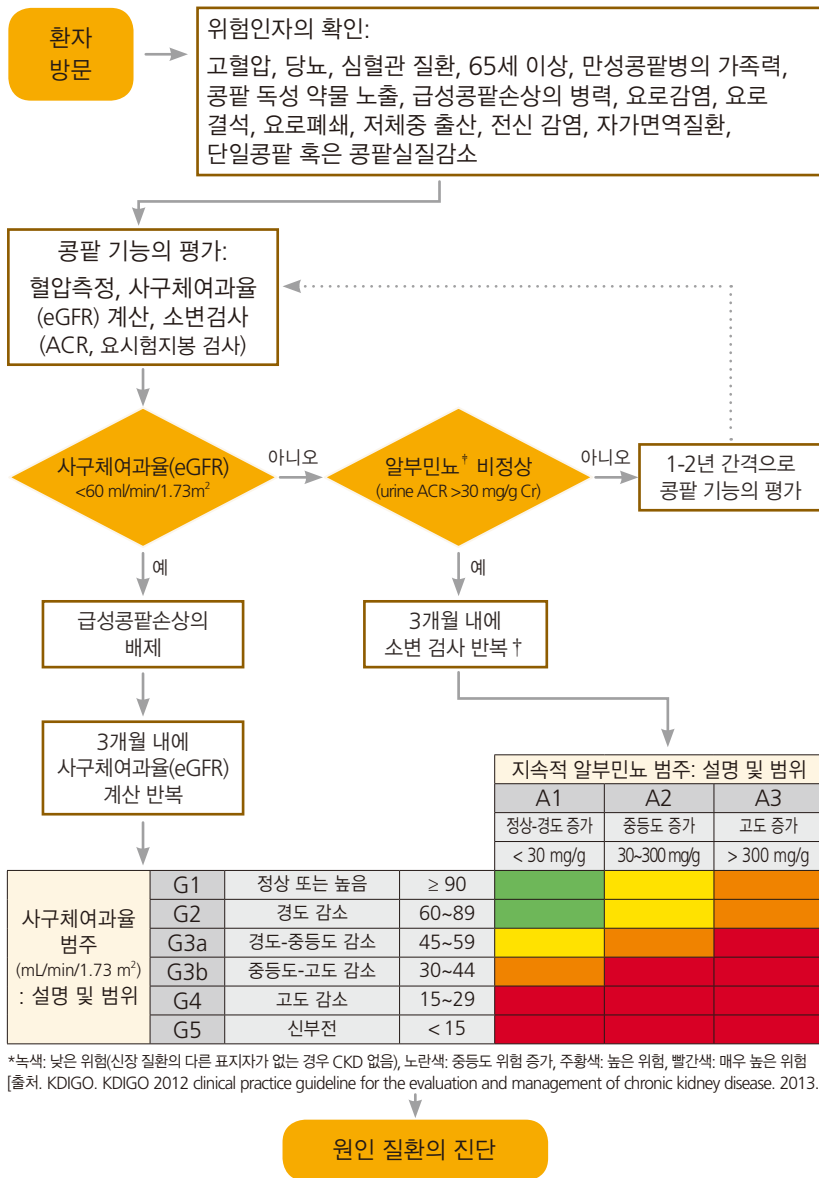 환자
방문
위험인자의 확인:
고혈압, 당뇨, 심혈관 질환, 65세 이상, 만성콩팥병의 가족력,
콩팥 독성 약물 노출, 급성콩팥손상의 병력, 요로감염, 요로
결석, 요로폐쇄, 저체중 출산, 전신 감염, 자가면역질환,
단일콩팥 혹은 콩팥실질감소
콩팥 기능의 평가:
혈압측정, 사구체여과율
(eGFR) 계산, 소변검사
(ACR, 요시험지봉 검사)
사구체여과율(eGFR)
<60 ml/min/1.73m²
아니오
알부민뇨† 비정상
(urine ACR >30 mg/g Cr)
아니오
1-2년 간격으로
콩팥 기능의 평가
예
예
급성콩팥손상의
배제
3개월 내에
소변 검사 반복 †
3개월 내에
사구체여과율(eGFR)
계산 반복
지속적 알부민뇨 범주: 설명 및 범위
A1 A2 A3
정상-경도 증가 중등도 증가 고도 증가
< 30 mg/g 30~300 mg/g > 300 mg/g
사구체여과율
범주
(mL/min/1.73 m²)
: 설명 및 범위
G1 정상 또는 높음 ≥ 90
G2 경도 감소 60~89
G3a 경도-중등도 감소 45~59
G3b 중등도-고도 감소 30~44
G4 고도 감소 15~29
G5 신부전 < 15
*녹색: 낮은 위험(신장 질환의 다른 표지자가 없는 경우 CKD 없음), 노란색: 중등도 위험 증가, 주황색: 높은 위험, 빨간색: 매우 높은 위험
[출처. KDIGO. KDIGO 2012 clinical practice guideline for the evaluation and management of chronic kidney disease. 2013.
원인 질환의 진단